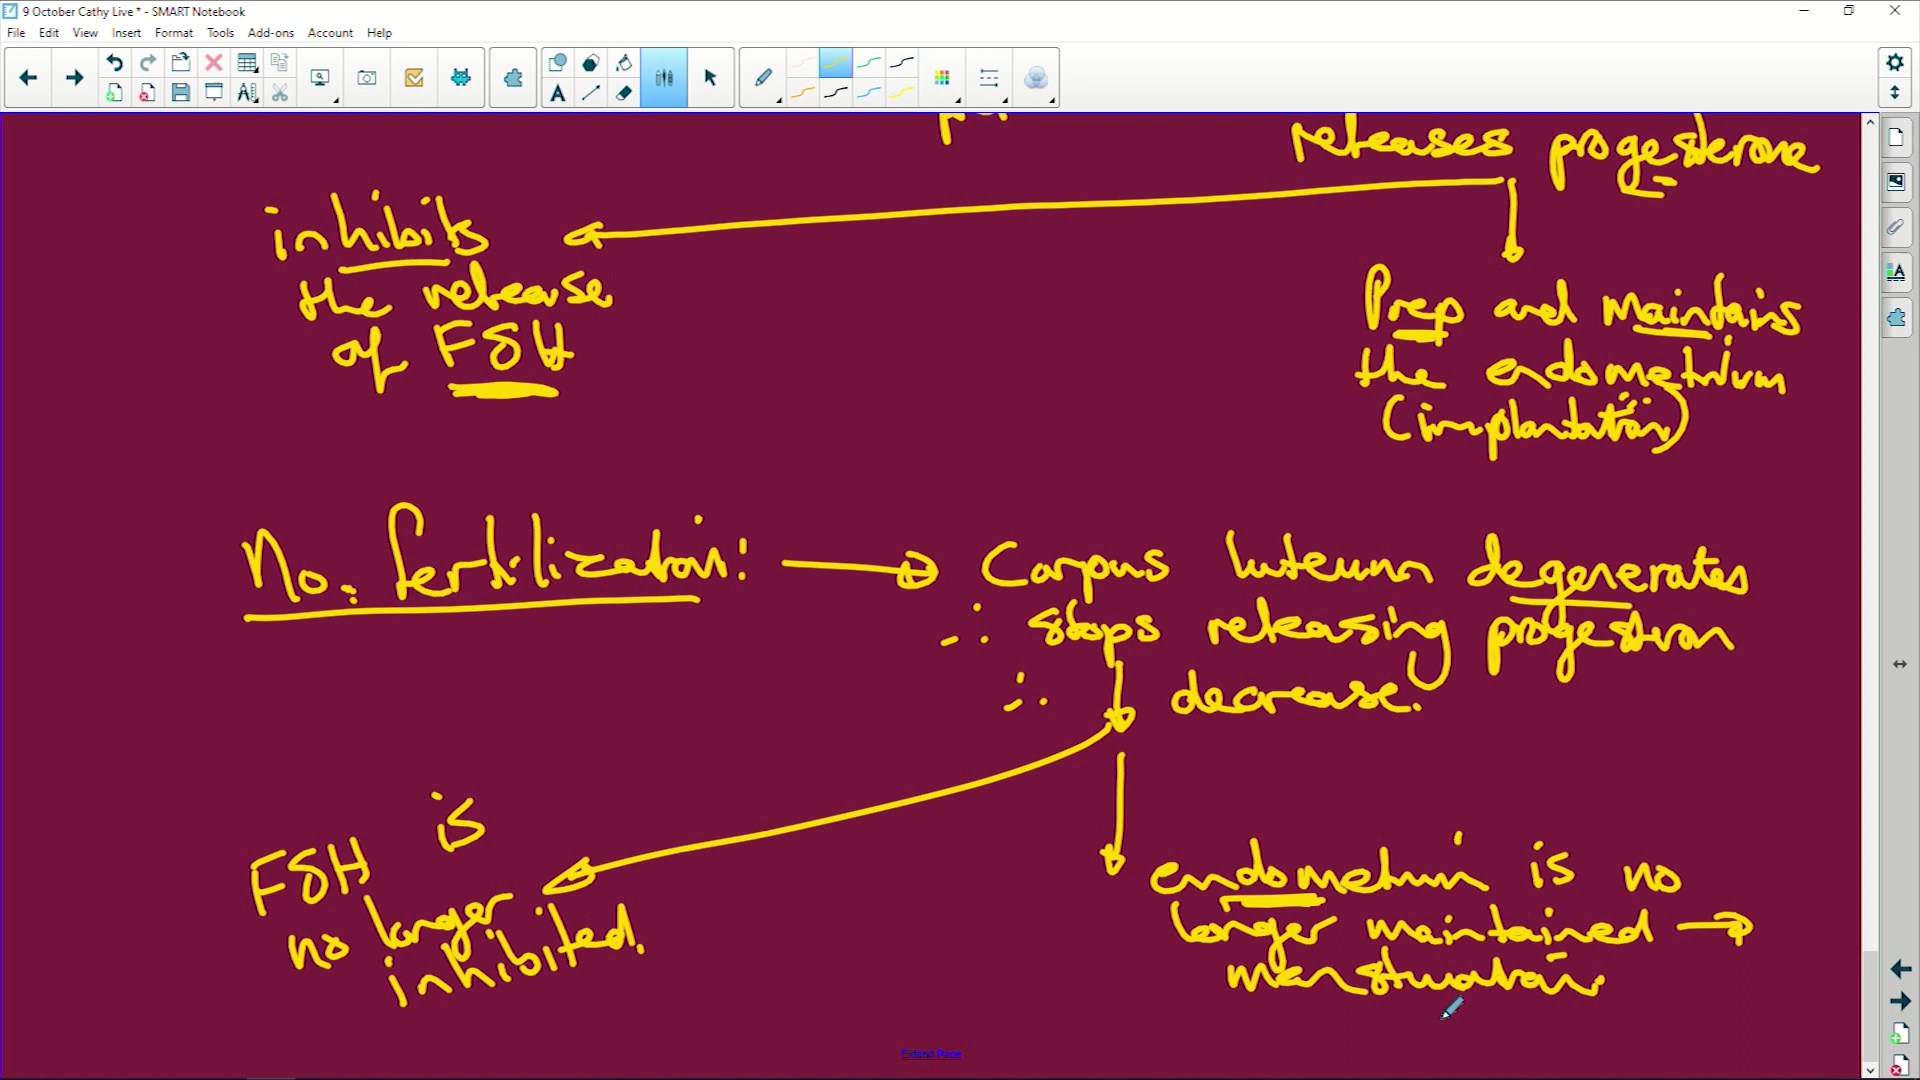 9 October Cathy Live * - SMART Notebook
File Edit View Insert Format Tools Add-ons Account Help
releases progesterone
inhibits
the release
of FSH
Prep and maintains
the endometrium
(implantation)
No. fertilization: → Corpus luteum degenerates
∴ stops releasing progestron
∴ decrease.
FSH is
no longer
inhibited.
endometrium is no
longer maintained →
menstruation.
Extend Page